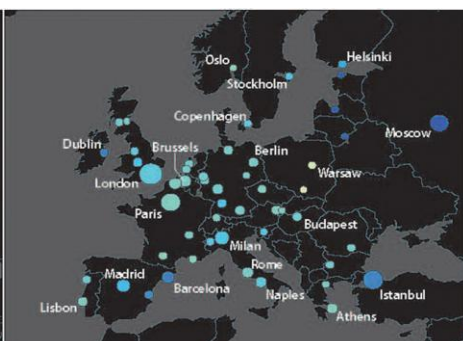 Oslo
Helsinki
Stockholm
Copenhagen
Moscow
Dublin
Brussels
Berlin
London
Warsaw
Paris
Budapest
Milan
Madrid
Rome
Barcelona
Naples
Istanbul
Lisbon
Athens